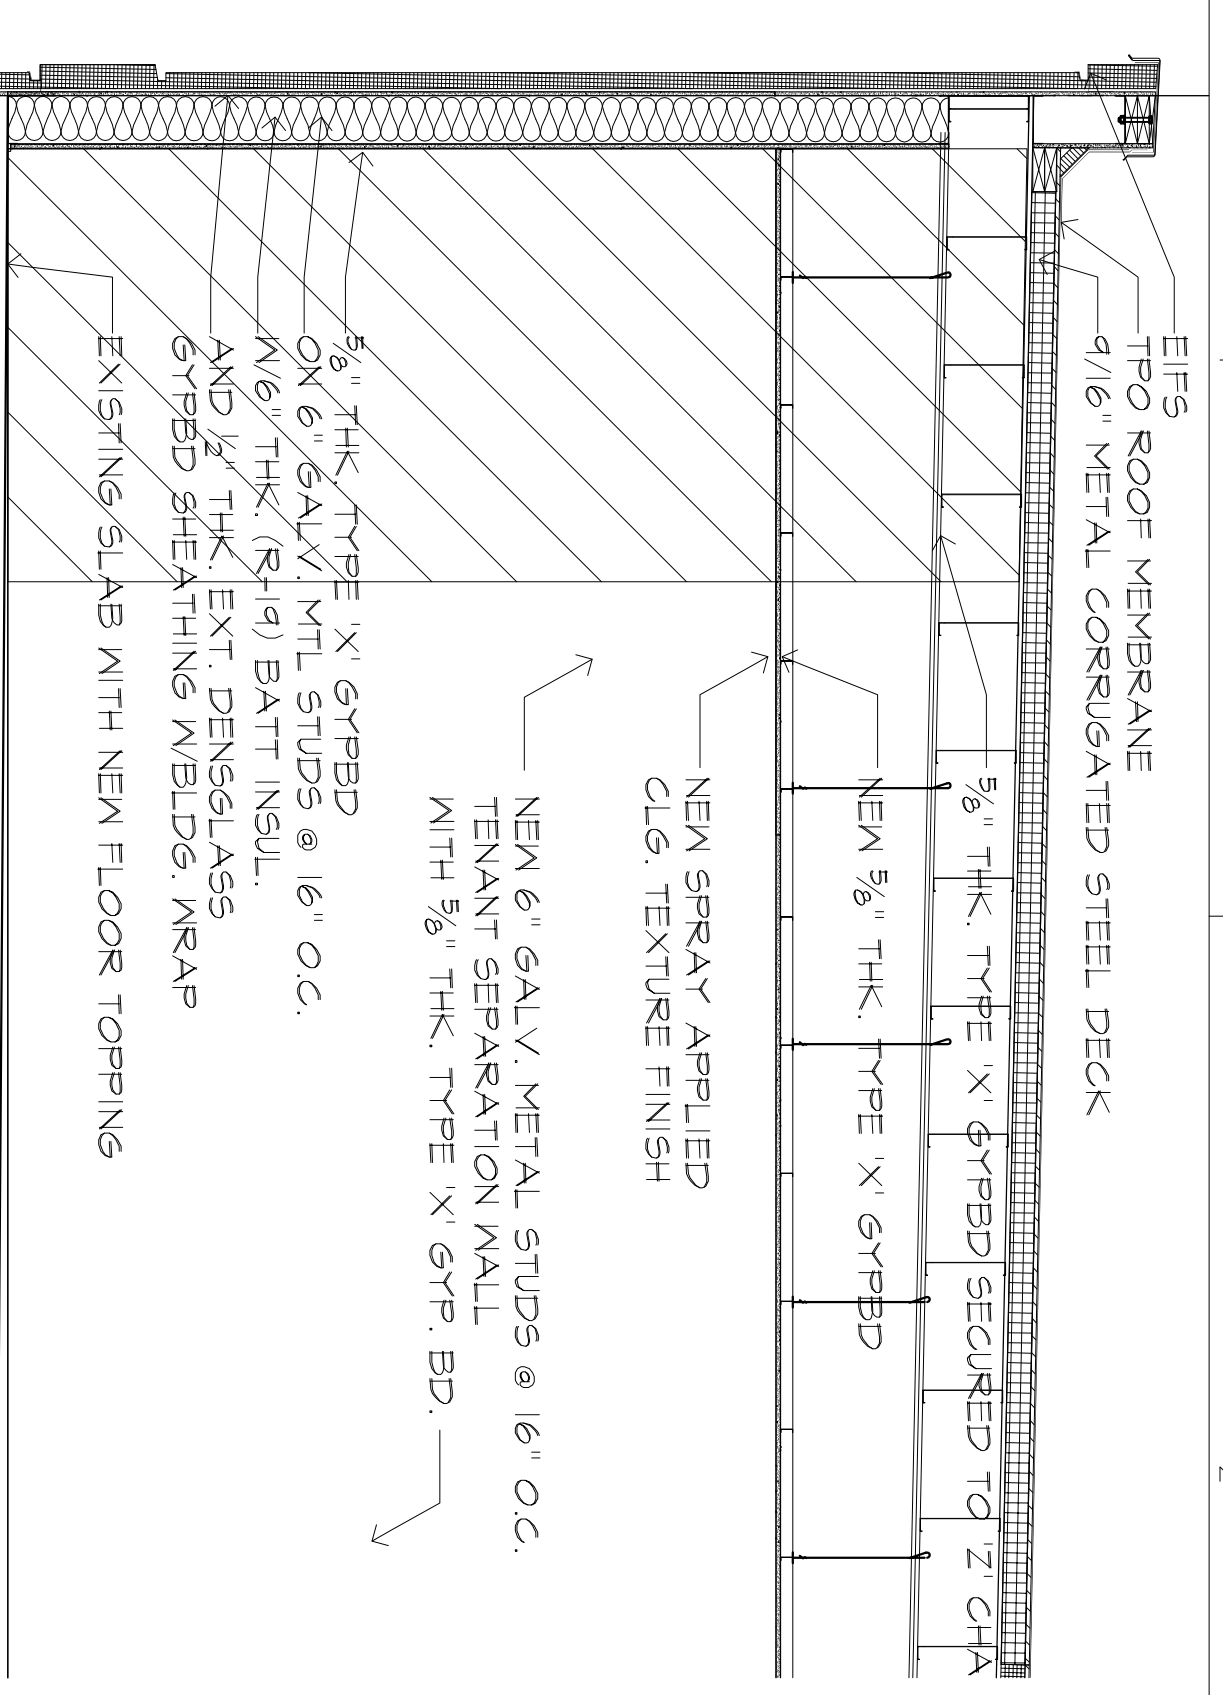 EIFS
TPO ROOF MEMBRANE
9/16" METAL CORRUGATED STEEL DECK
5/8" THK. TYPE 'X' GYPBD SECURED TO 'Z' CHA
NEW 5/8" THK. TYPE 'X' GYPBD
NEW SPRAY APPLIED
CLG. TEXTURE FINISH
NEW 6" GALV. METAL STUDS @ 16" O.C.
TENANT SEPARATION WALL
WITH 5/8" THK. TYPE 'X' GYP. BD.
5/8" THK. TYPE 'X' GYPBD
ON 6" GALV. MTL STUDS @ 16" O.C.
W/6" THK. (R-19) BATT INSUL.
AND 1/2" THK. EXT. DENSGLASS
GYPBD SHEATHING W/BLDG. WRAP
EXISTING SLAB WITH NEW FLOOR TOPPING